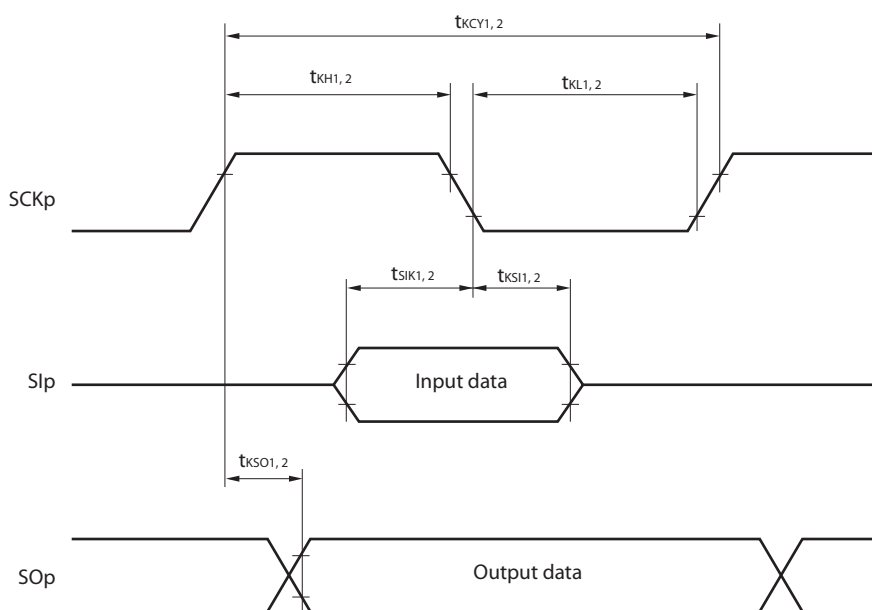 tKCY1, 2
tKH1, 2
tKL1, 2
SCKp
tSIK1, 2
tKSI1, 2
SIp
Input data
tKSO1, 2
SOp
Output data